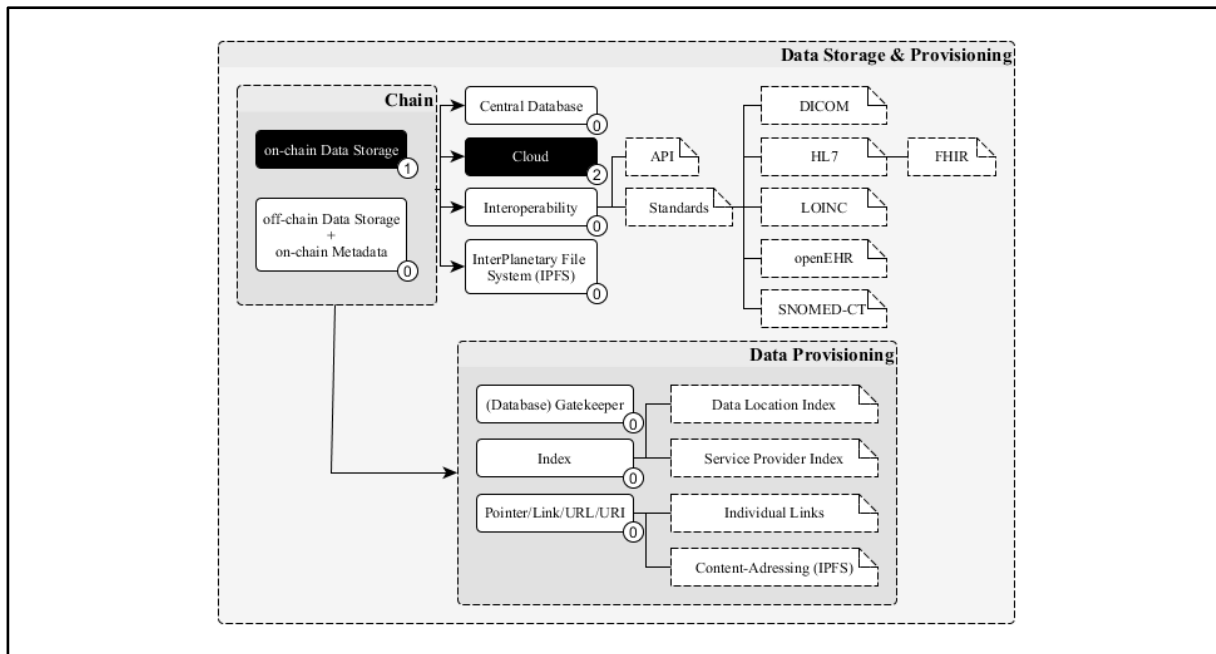 Data Storage & Provisioning
Chain
on-chain Data Storage
1
off-chain Data Storage
+
on-chain Metadata
0
Central Database
0
Cloud
2
Interoperability
0
InterPlanetary File
System (IPFS)
0
API
Standards
DICOM
HL7
FHIR
LOINC
openEHR
SNOMED-CT
Data Provisioning
(Database) Gatekeeper
0
Index
0
Pointer/Link/URL/URI
0
Data Location Index
Service Provider Index
Individual Links
Content-Adressing (IPFS)